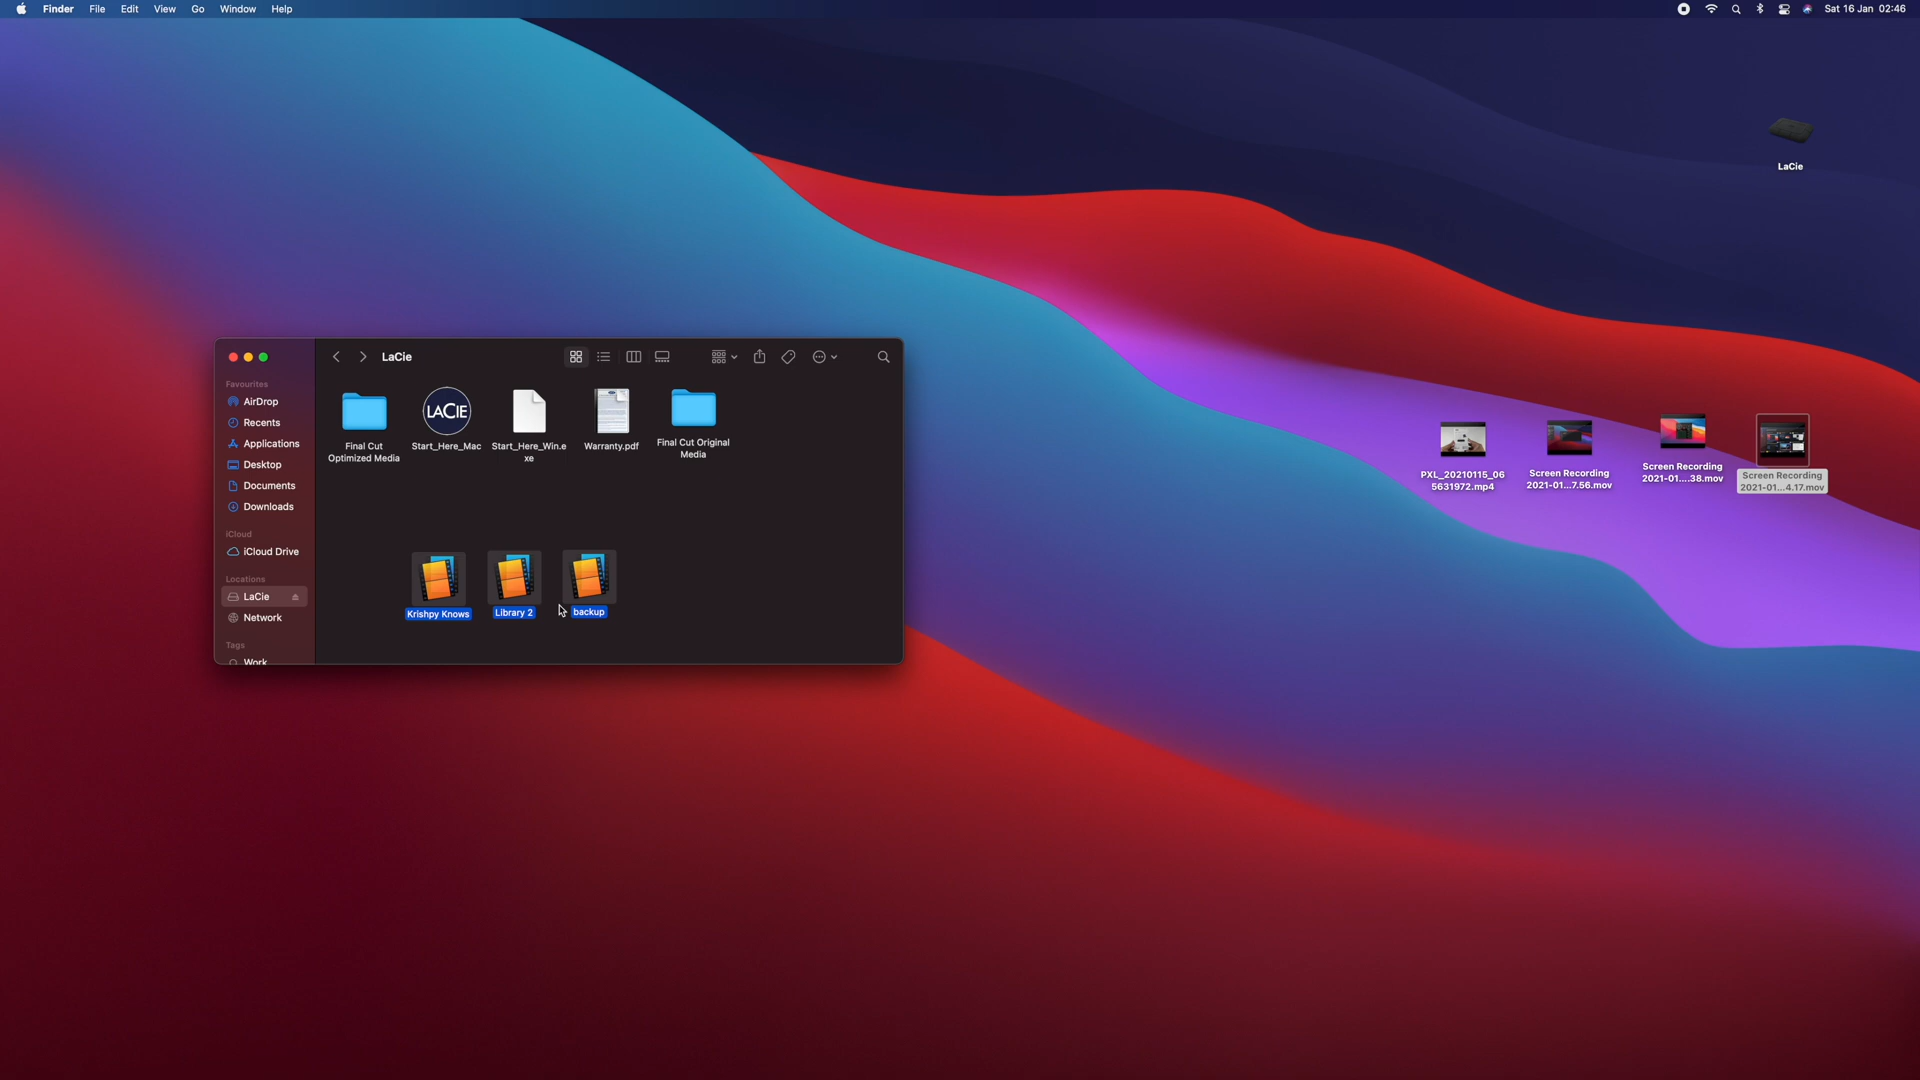 Finder File Edit View Go Window Help
Sat 16 Jan 02:46
LaCie
LaCie
Favourites
AirDrop
Recents
Applications
Desktop
Documents
Downloads
iCloud
iCloud Drive
Locations
LaCie
Network
Tags
Work
Final Cut
Optimized Media
LACIE
Start_Here_Mac
Start_Here_Win.e
xe
Warranty.pdf
Final Cut Original
Media
Krishpy Knows
Library 2
backup
PXL_20210115_06
5631972.mp4
Screen Recording
2021-01...7.56.mov
Screen Recording
2021-01....38.mov
Screen Recording
2021-01...4.17.mov